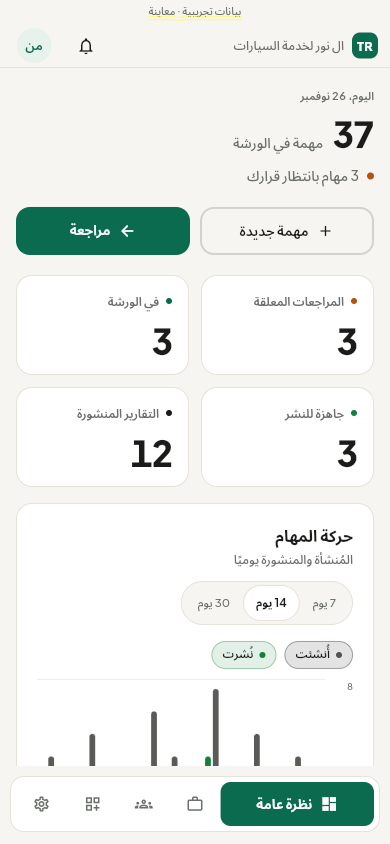 بيانات تجريبية · معاينة
TR ال نور لخدمة السيارات
من
اليوم، 26 نوفمبر
37 مهمة في الورشة
3 مهام بانتظار قرارك
+ مهمة جديدة
مراجعة
المراجعات المعلقة
3
في الورشة
3
جاهزة للنشر
3
التقارير المنشورة
12
حركة المهام
المُنشأة والمنشورة يوميًا
7 يوم
14 يوم
30 يوم
أُنشئت
نُشرت
8
نظرة عامة